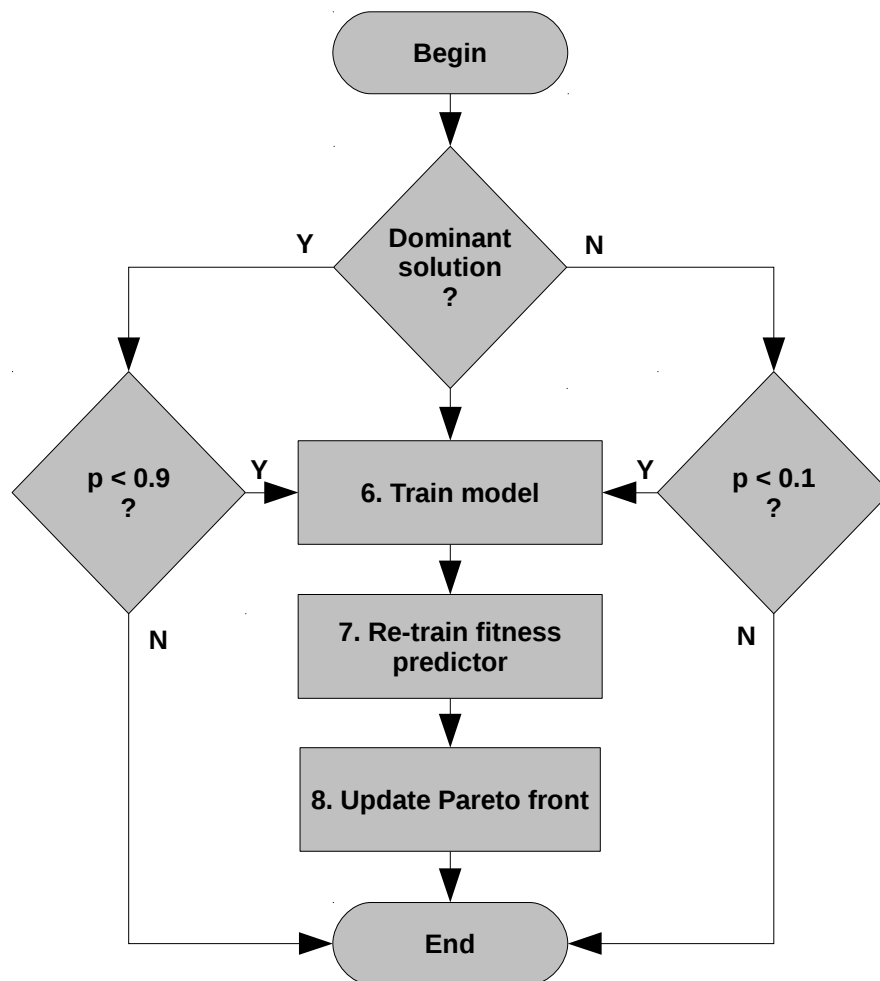 Begin
Dominant
solution
?
Y
N
p < 0.9
?
Y
6. Train model
Y
p < 0.1
?
N
7. Re-train fitness
predictor
N
8. Update Pareto front
End